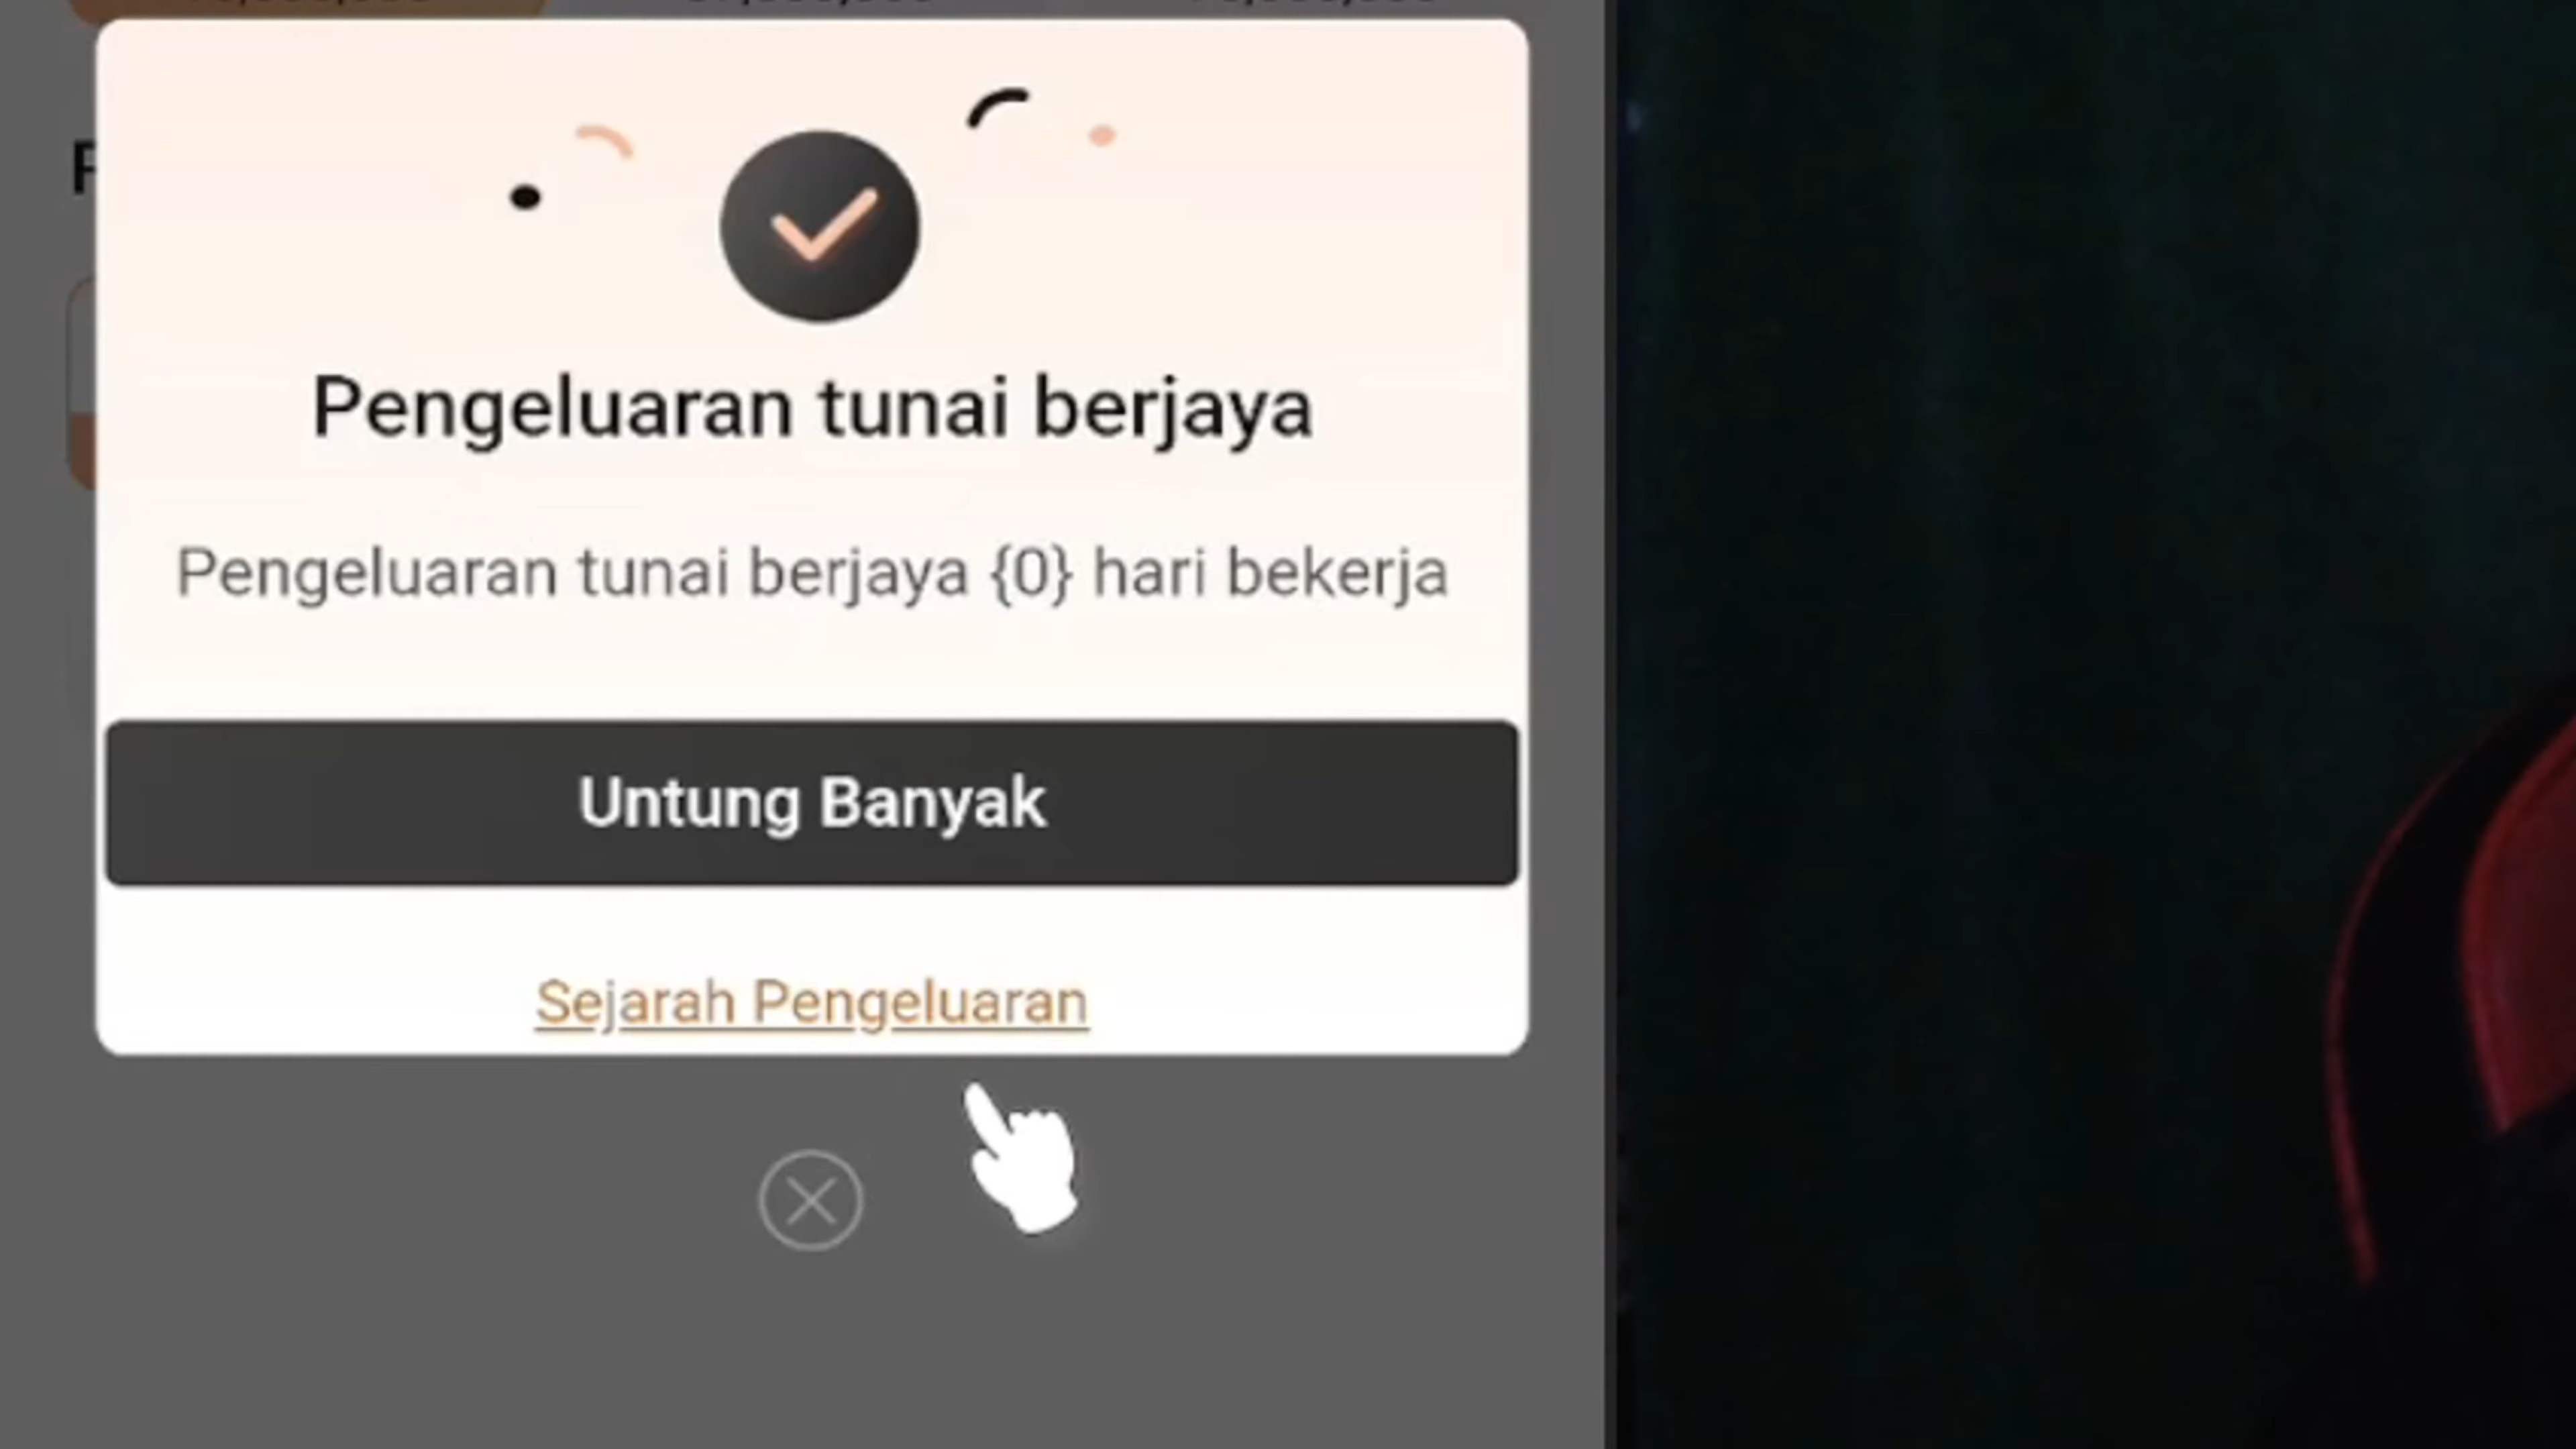 Pengeluaran tunai berjaya
Pengeluaran tunai berjaya {0} hari bekerja
Untung Banyak
Sejarah Pengeluaran